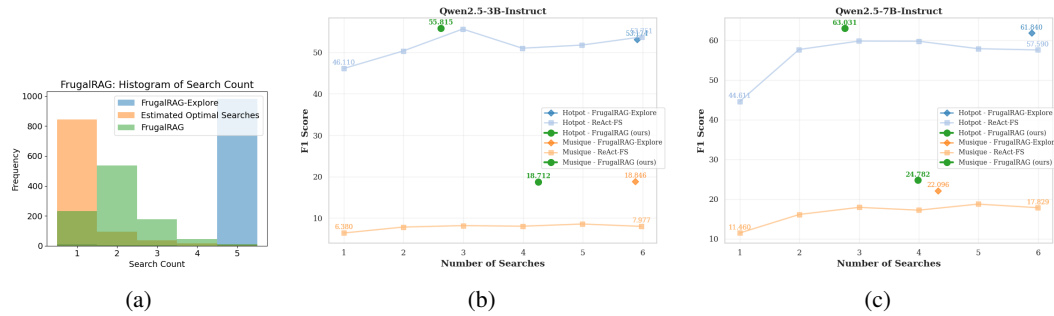 FrugalRAG: Histogram of Search Count
FrugalRAG-Explore
Estimated Optimal Searches
FrugalRAG
Frequency
1000
800
600
400
200
0
1 2 3 4 5
Search Count
(a)
Qwen2.5-3B-Instruct
55.815
53.124
46.110
Hotpot - FrugalRAG-Explore
Hotpot - ReAct-FS
Hotpot - FrugalRAG (ours)
Musique - FrugalRAG-Explore
Musique - ReAct-FS
Musique - FrugalRAG (ours)
18.712
18.846
6.380
7.977
F1 Score
50
40
30
20
10
1 2 3 4 5 6
Number of Searches
(b)
Qwen2.5-7B-Instruct
63.031
61.840
57.590
44.611
Hotpot - FrugalRAG-Explore
Hotpot - ReAct-FS
Hotpot - FrugalRAG (ours)
Musique - FrugalRAG-Explore
Musique - ReAct-FS
Musique - FrugalRAG (ours)
24.782
22.096
17.829
11.460
F1 Score
60
50
40
30
20
10
1 2 3 4 5 6
Number of Searches
(c)